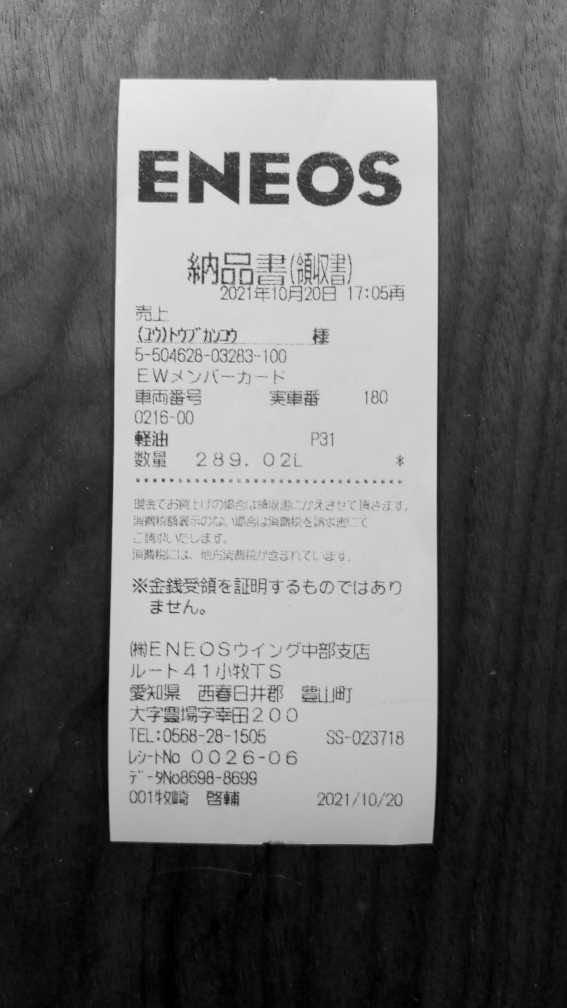 ENEOS
納品書(領収書)
2021年10月20日 17:05再
売上
(ユウ)トウブカンコウ 様
5-504628-03283-100
EWメンバーカード
車両番号 実車番 180
0216-00
軽油 P31
数量 289.02L *
現金でお買上げの場合は領収書にかえさせて頂きます。
消費税額表示のない場合は消費税を請求書にて
ご請求いたします。
消費税には、地方消費税が含まれています。
※金銭受領を証明するものではあり
ません。
㈱ENEOSウイング中部支店
ルート41小牧TS
愛知県 西春日井郡 豊山町
大字豊場字幸田200
TEL:0568-28-1505 SS-023718
レシートNo 0026-06
データNo8698-8699
001牧崎 啓輔 2021/10/20